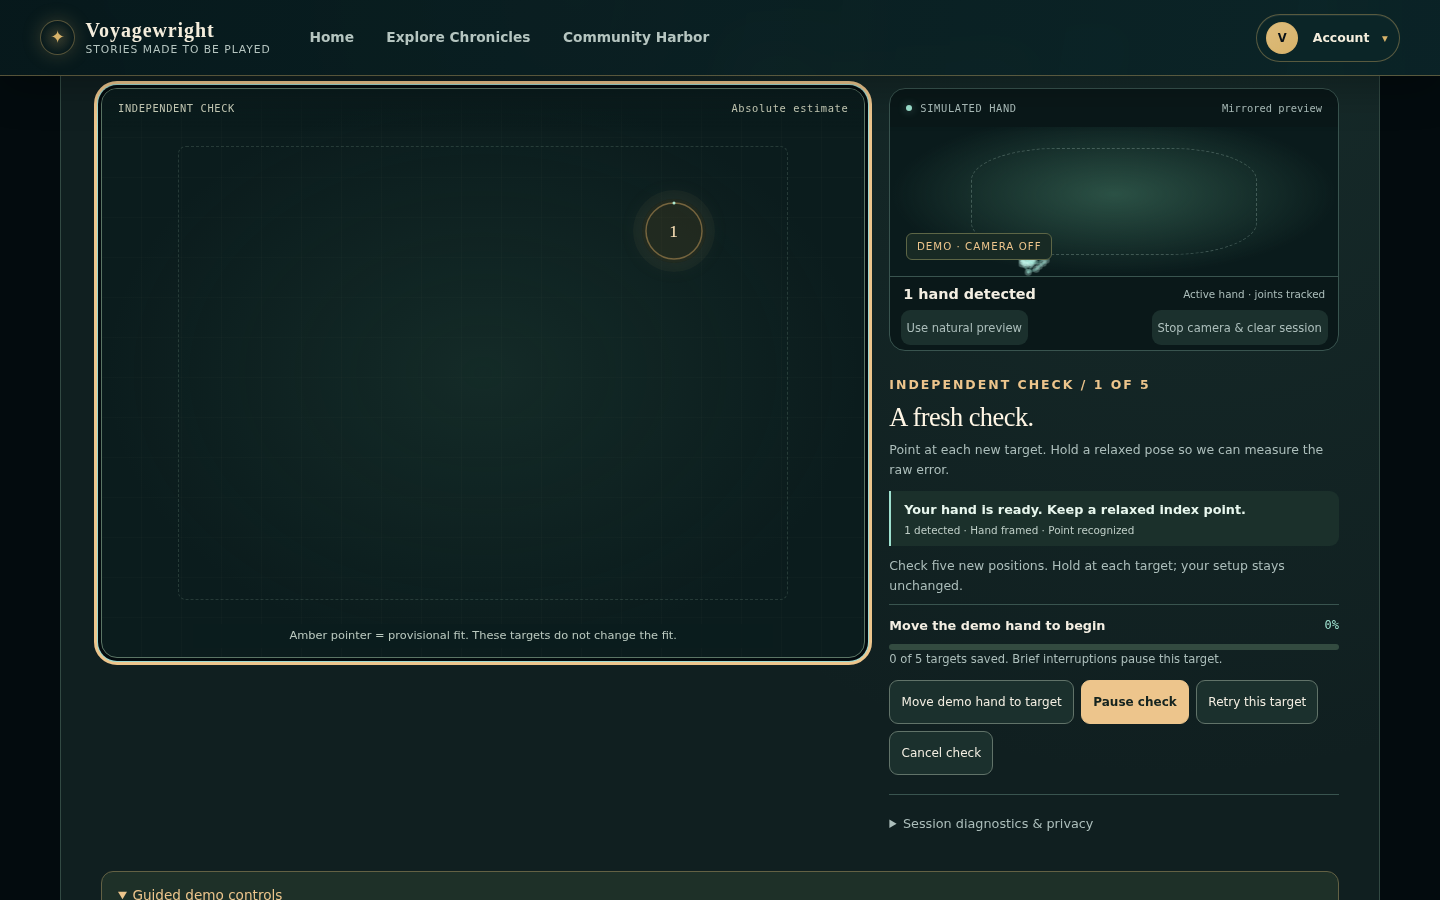 Voyagewright
STORIES MADE TO BE PLAYED
Home
Explore Chronicles
Community Harbor
V
Account
INDEPENDENT CHECK
Absolute estimate
1
Amber pointer = provisional fit. These targets do not change the fit.
SIMULATED HAND
Mirrored preview
DEMO · CAMERA OFF
1 hand detected
Active hand · joints tracked
Use natural preview
Stop camera & clear session
INDEPENDENT CHECK / 1 OF 5
A fresh check.
Point at each new target. Hold a relaxed pose so we can measure the
raw error.
Your hand is ready. Keep a relaxed index point.
1 detected · Hand framed · Point recognized
Check five new positions. Hold at each target; your setup stays
unchanged.
Move the demo hand to begin
0%
0 of 5 targets saved. Brief interruptions pause this target.
Move demo hand to target
Pause check
Retry this target
Cancel check
Session diagnostics & privacy
Guided demo controls